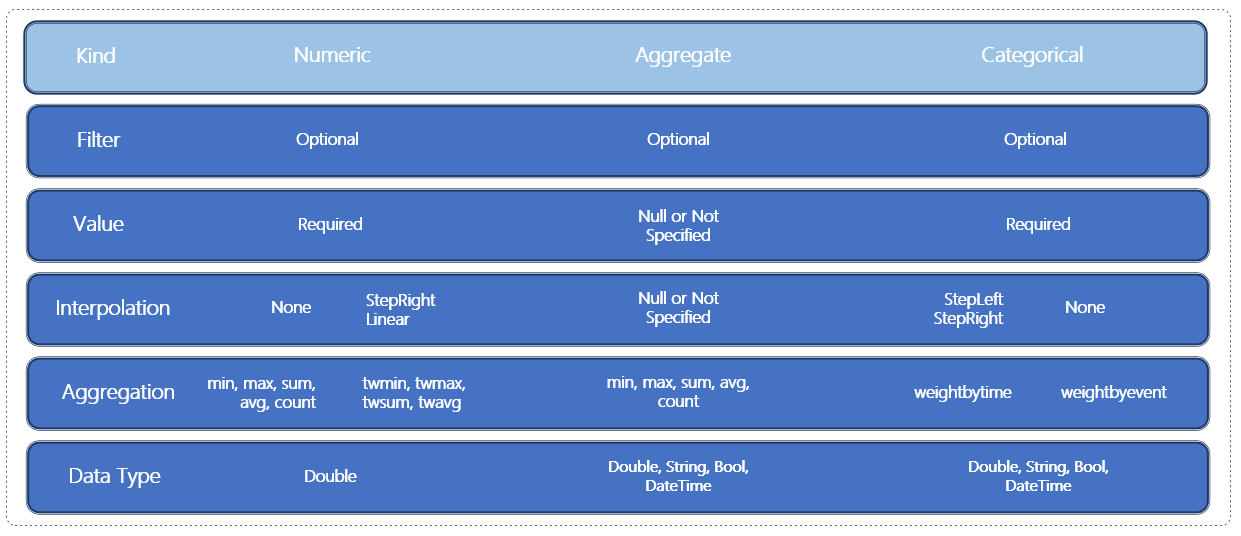 Kind Numeric Aggregate Categorical
Filter Optional Optional Optional
Value Required Null or Not Specified Required
Interpolation None StepRight Linear Null or Not Specified StepLeft StepRight None
Aggregation min, max, sum, avg, count twmin, twmax, twsum, twavg min, max, sum, avg, count weightbytime weightbyevent
Data Type Double Double, String, Bool, DateTime Double, String, Bool, DateTime